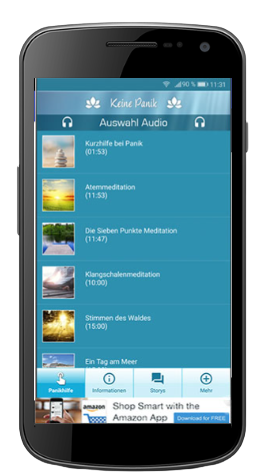 90 % 11:31
Keine Panik
Auswahl Audio
Kurzhilfe bei Panik
(01:53)
Atemmeditation
(11:53)
Die Sieben Punkte Meditation
(11:47)
Klangschalenmeditation
(10:00)
Stimmen des Waldes
(15:00)
Ein Tag am Meer
Panikhilfe
Informationen
Storys
Mehr
amazon
Shop Smart with the
Amazon App
Download for FREE